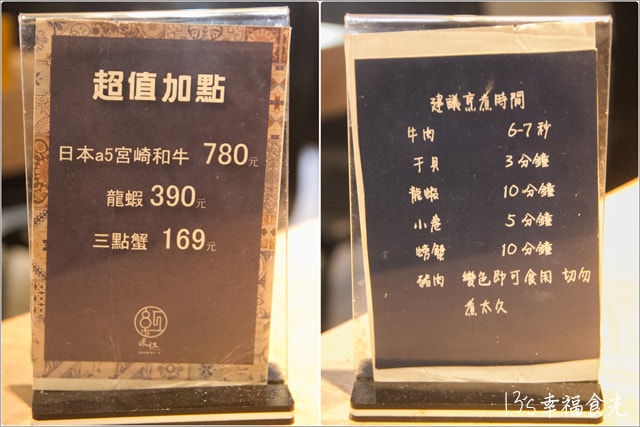 超值加點
日本a5宮崎和牛 780元
龍蝦 390元
三點蟹 169元
建議烹煮時間
牛肉 6-7秒
干貝 3分鐘
龍蝦 10分鐘
小卷 5分鐘
螃蟹 10分鐘
豬肉 變色即可食用 切勿
煮太久
幸福食光